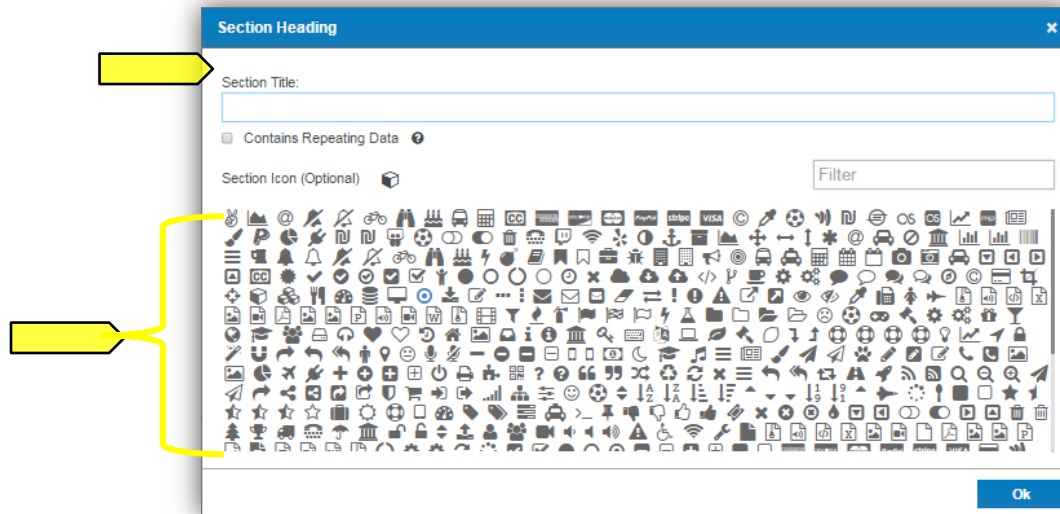 Section Heading
Section Title:
Contains Repeating Data
Section Icon (Optional)
Filter
Ok